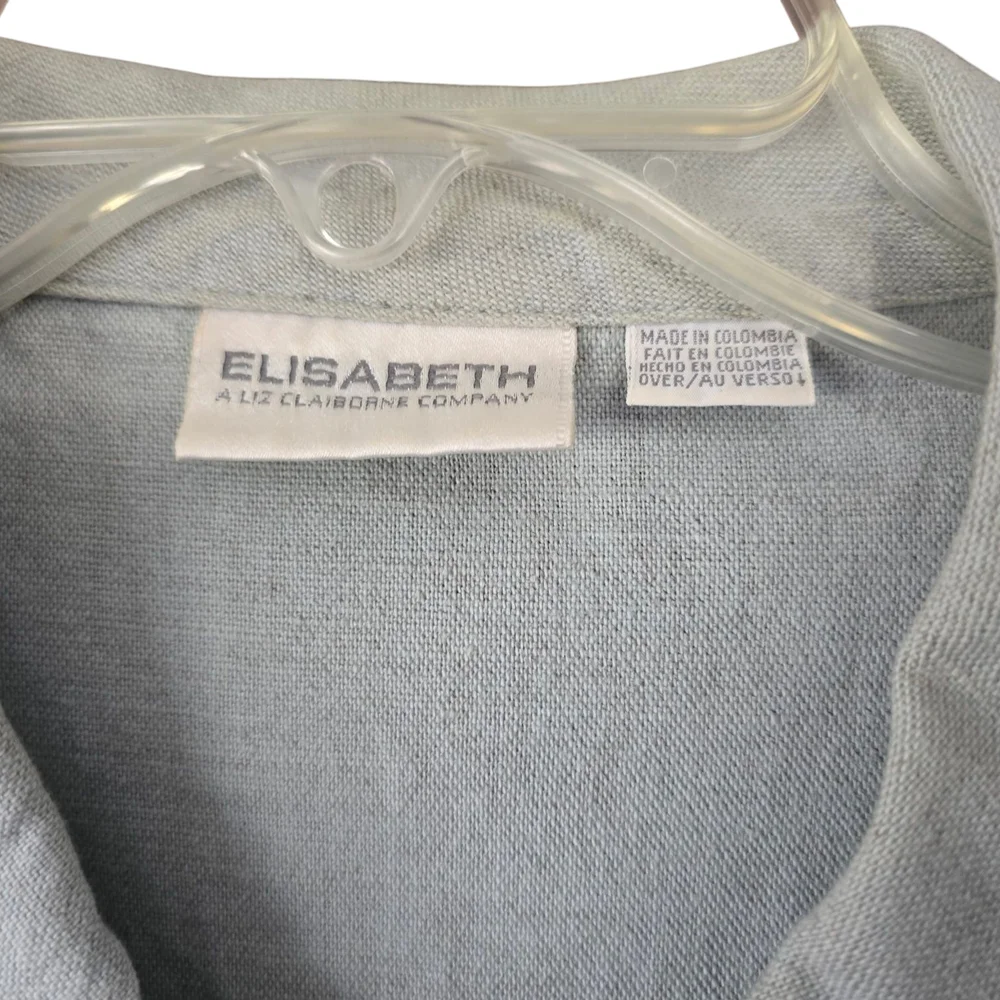 ELISABETH
A LIZ CLAIBORNE COMPANY
MADE IN COLOMBIA
FAIT EN COLOMBIE
HECHO EN COLOMBIA
OVER/AU VERSO↓